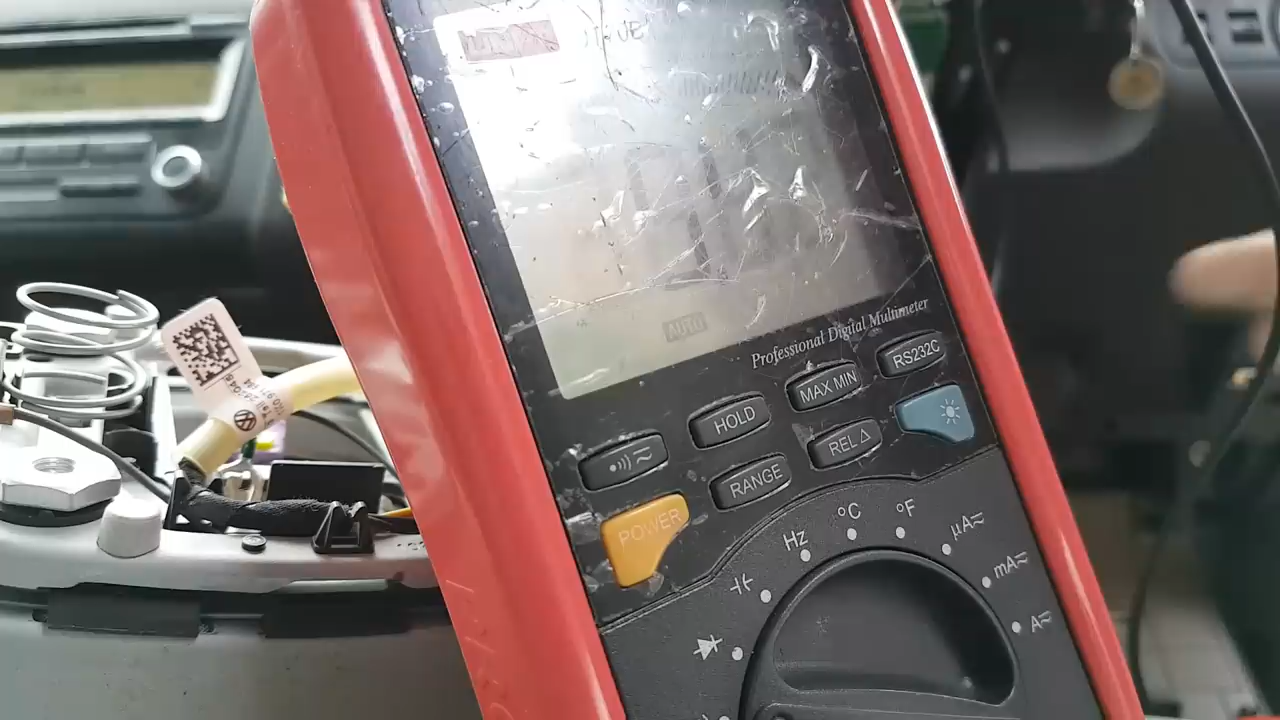 AUTO
Professional Digital Multimeter
RS232C
MAX MIN
HOLD
REL Δ
RANGE
POWER
°F
°C
Hz
μA
mA
A